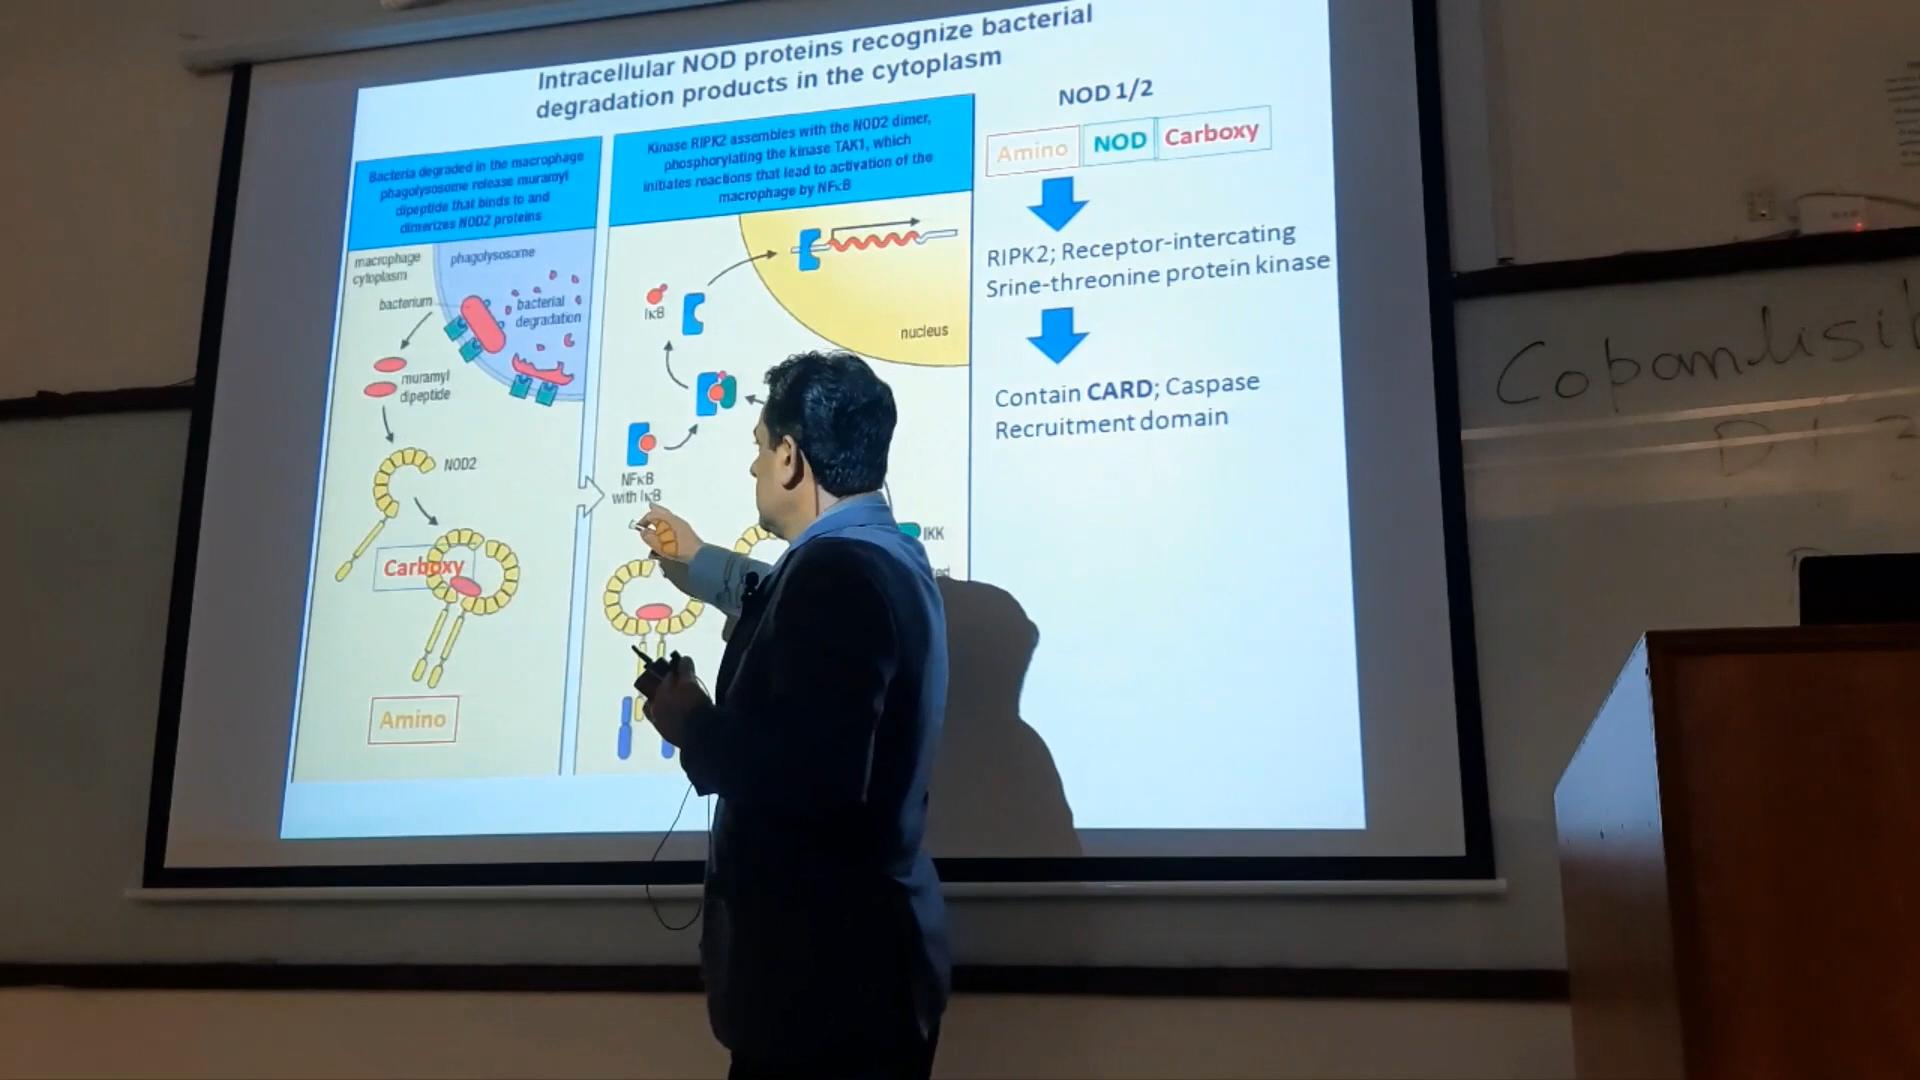 Intracellular NOD proteins recognize bacterial
degradation products in the cytoplasm
Bacteria degraded in the macrophage
phagolysosome release muramyl
dipeptide that binds to and
dimerizes NOD2 proteins
macrophage
cytoplasm
phagolysosome
bacterium
bacterial
degradation
muramyl
dipeptide
NOD2
Carboxy
Amino
Kinase RIPK2 assembles with the NOD2 dimer,
phosphorylating the kinase TAK1, which
initiates reactions that lead to activation of the
macrophage by NFκB
IκB
nucleus
NFκB
with IκB
IKK
NOD 1/2
Amino NOD Carboxy
RIPK2; Receptor-intercating
Srine-threonine protein kinase
Contain CARD; Caspase
Recruitment domain